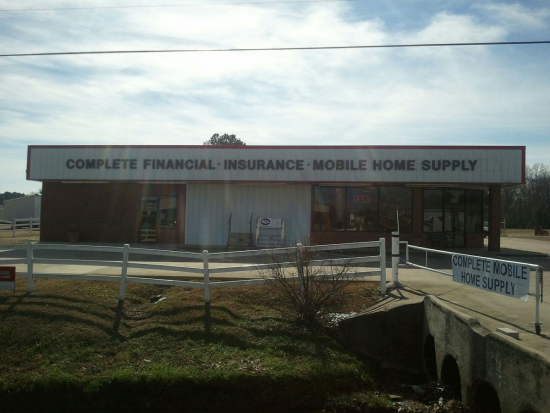 COMPLETE FINANCIAL · INSURANCE · MOBILE HOME SUPPLY
COMPLETE MOBILE
HOME SUPPLY